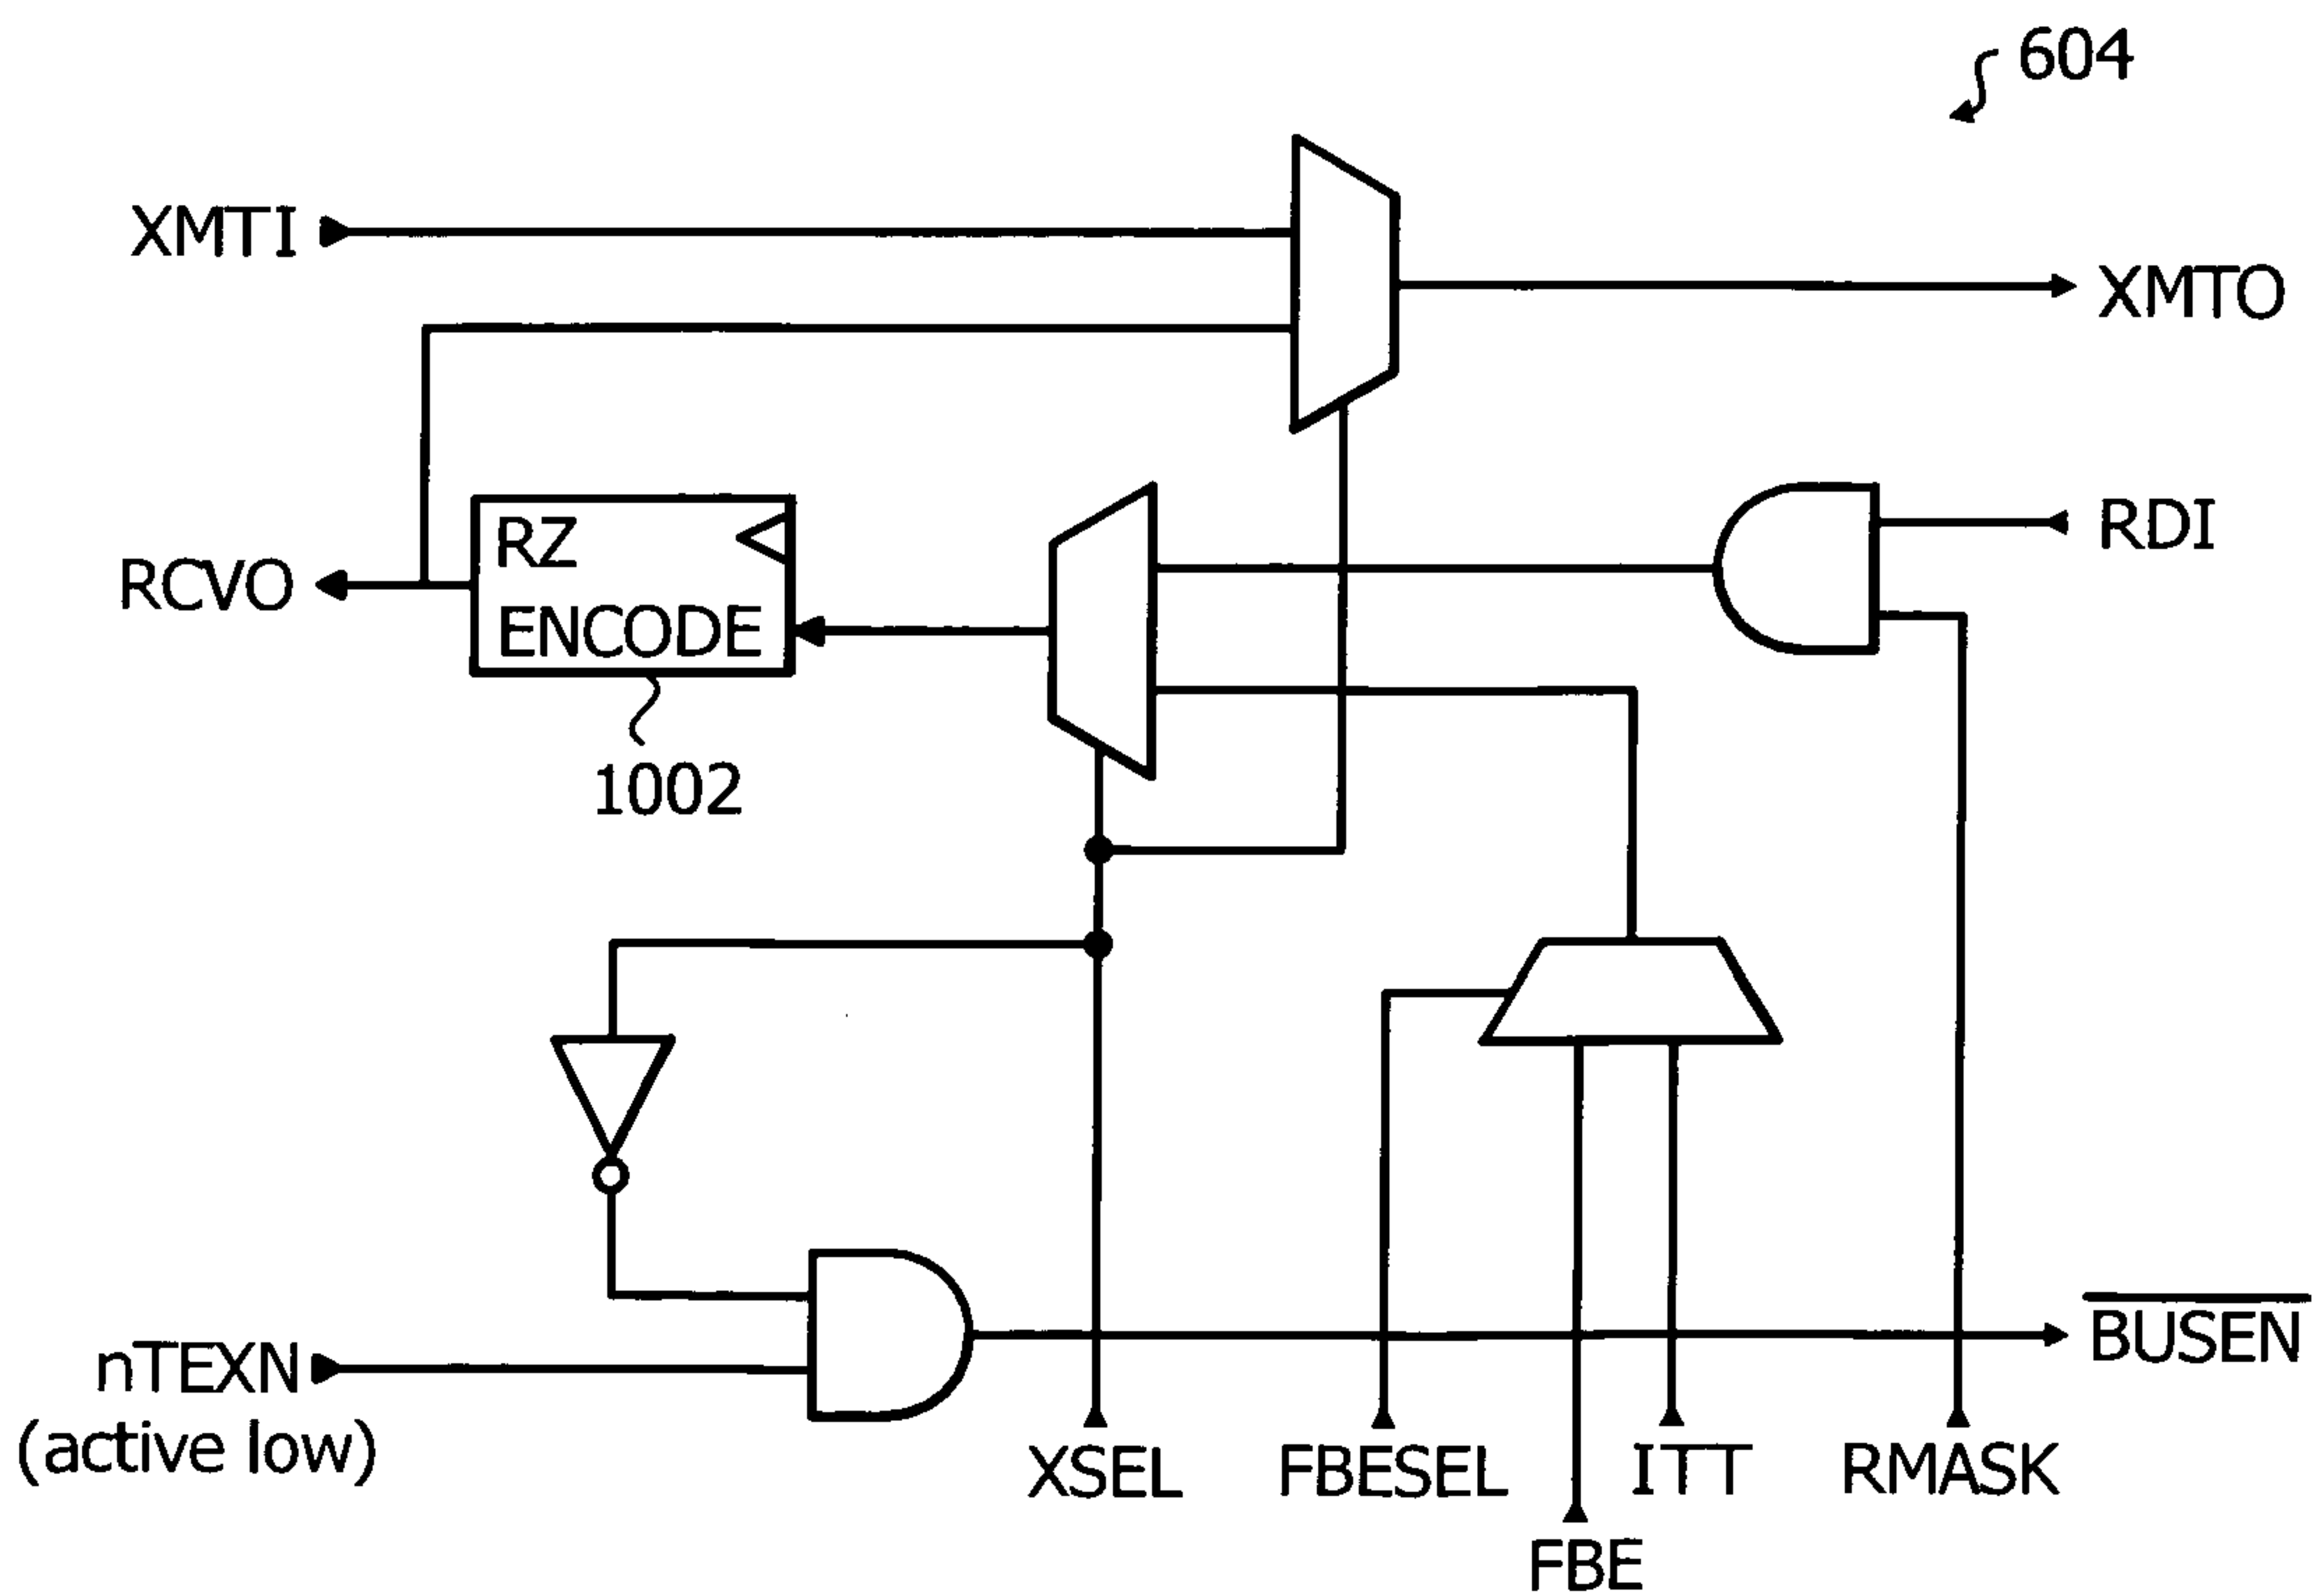 604
XMTI
XMTO
RDI
RZ
RCVO
ENCODE
1002
BUSEN
nTEXN
(active low)
XSEL
FBESEL
ITT
RMASK
FBE